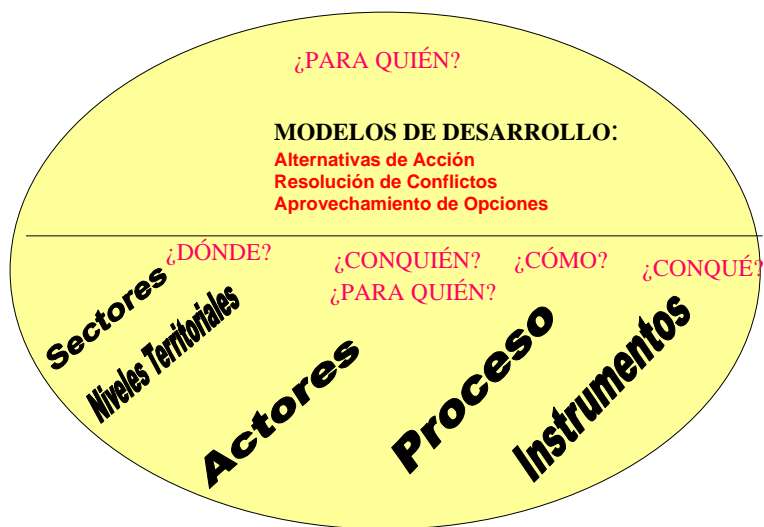 ¿PARA QUIÉN?
MODELOS DE DESARROLLO:
Alternativas de Acción
Resolución de Conflictos
Aprovechamiento de Opciones
¿DÓNDE?
¿CONQUIÉN?
¿PARA QUIÉN?
¿CÓMO?
¿CONQUÉ?
Sectores
Niveles Territoriales
Actores
Proceso
Instrumentos